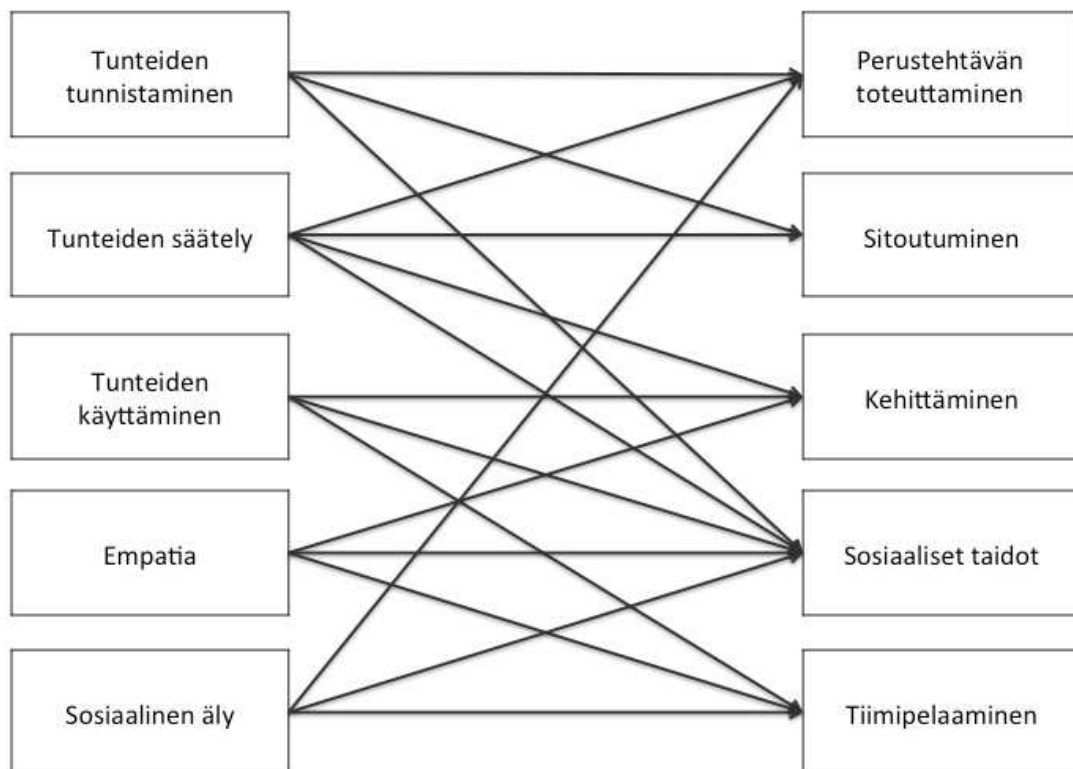 Tunteiden
tunnistaminen
Perustehtävän
toteuttaminen
Tunteiden säätely
Sitoutuminen
Tunteiden
käyttäminen
Kehittäminen
Empatia
Sosiaaliset taidot
Sosiaalinen äly
Tiimipelaaminen